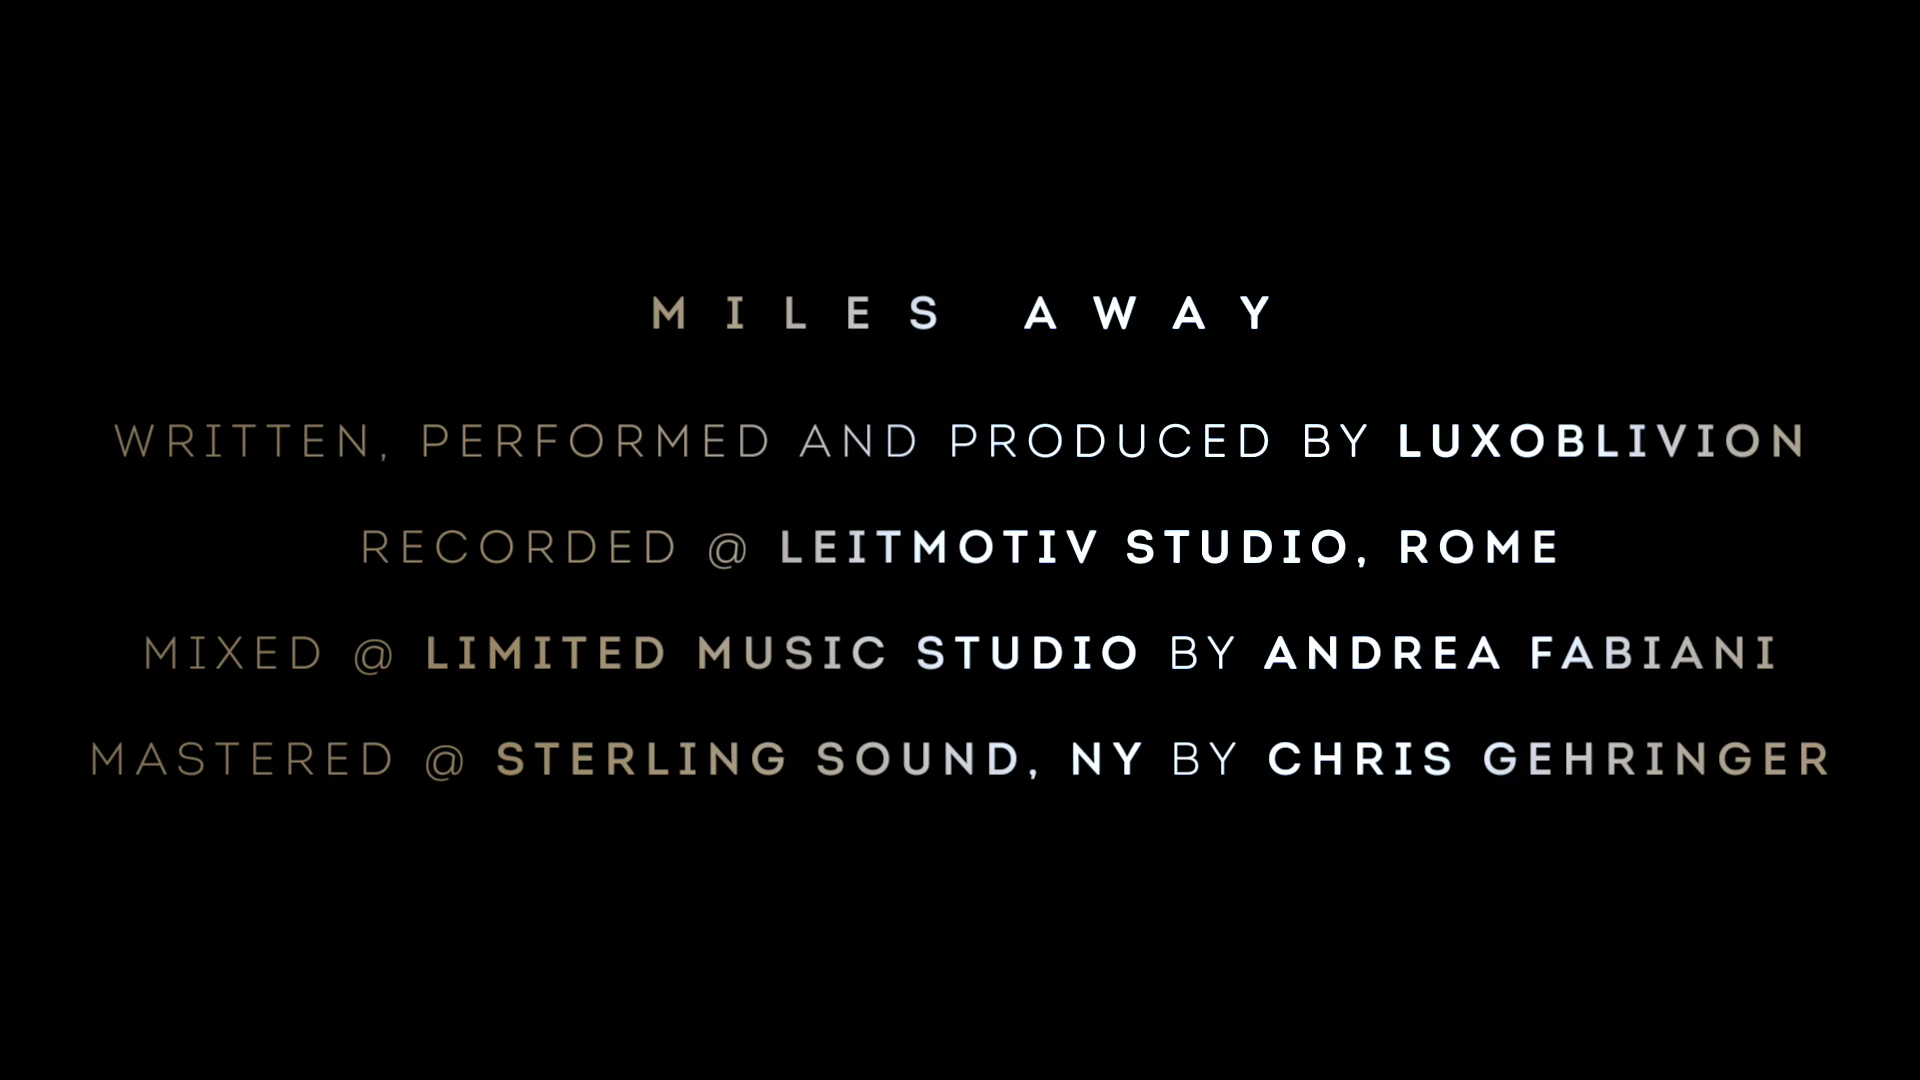 MILES AWAY
WRITTEN, PERFORMED AND PRODUCED BY LUXOBLIVION
RECORDED @ LEITMOTIV STUDIO, ROME
MIXED @ LIMITED MUSIC STUDIO BY ANDREA FABIANI
MASTERED @ STERLING SOUND, NY BY CHRIS GEHRINGER